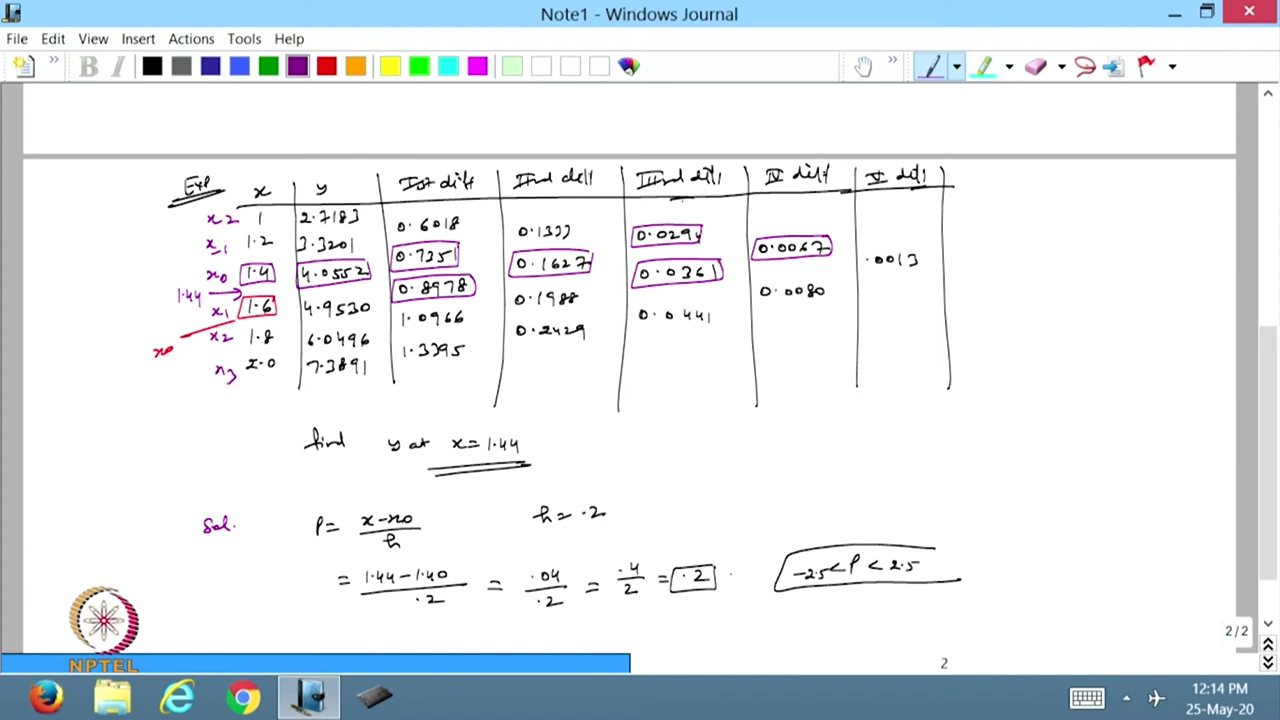 Note1 - Windows Journal
File Edit View Insert Actions Tools Help
Exp x y Ist diff IInd diff IIIrd diff IV diff V diff
x-2 1 2.7183 0.6018 0.1333 0.0294 0.0067 .0013
x-1 1.2 3.3201 0.7351 0.1627 0.0361 0.0080
x0 1.4 4.0552 0.8978 0.1988 0.0441
1.44
x1 1.6 4.9530 1.0966 0.2429
x0
x2 1.8 6.0496 1.3395
x3 2.0 7.3891
find y at x=1.44
Sol. P= x-x0 / h h= .2
= 1.44-1.40 / .2 = .04 / .2 = .4 / 2 = .2 -2.5 < P < 2.5
NPTEL
2/2
2
12:14 PM
25-May-20